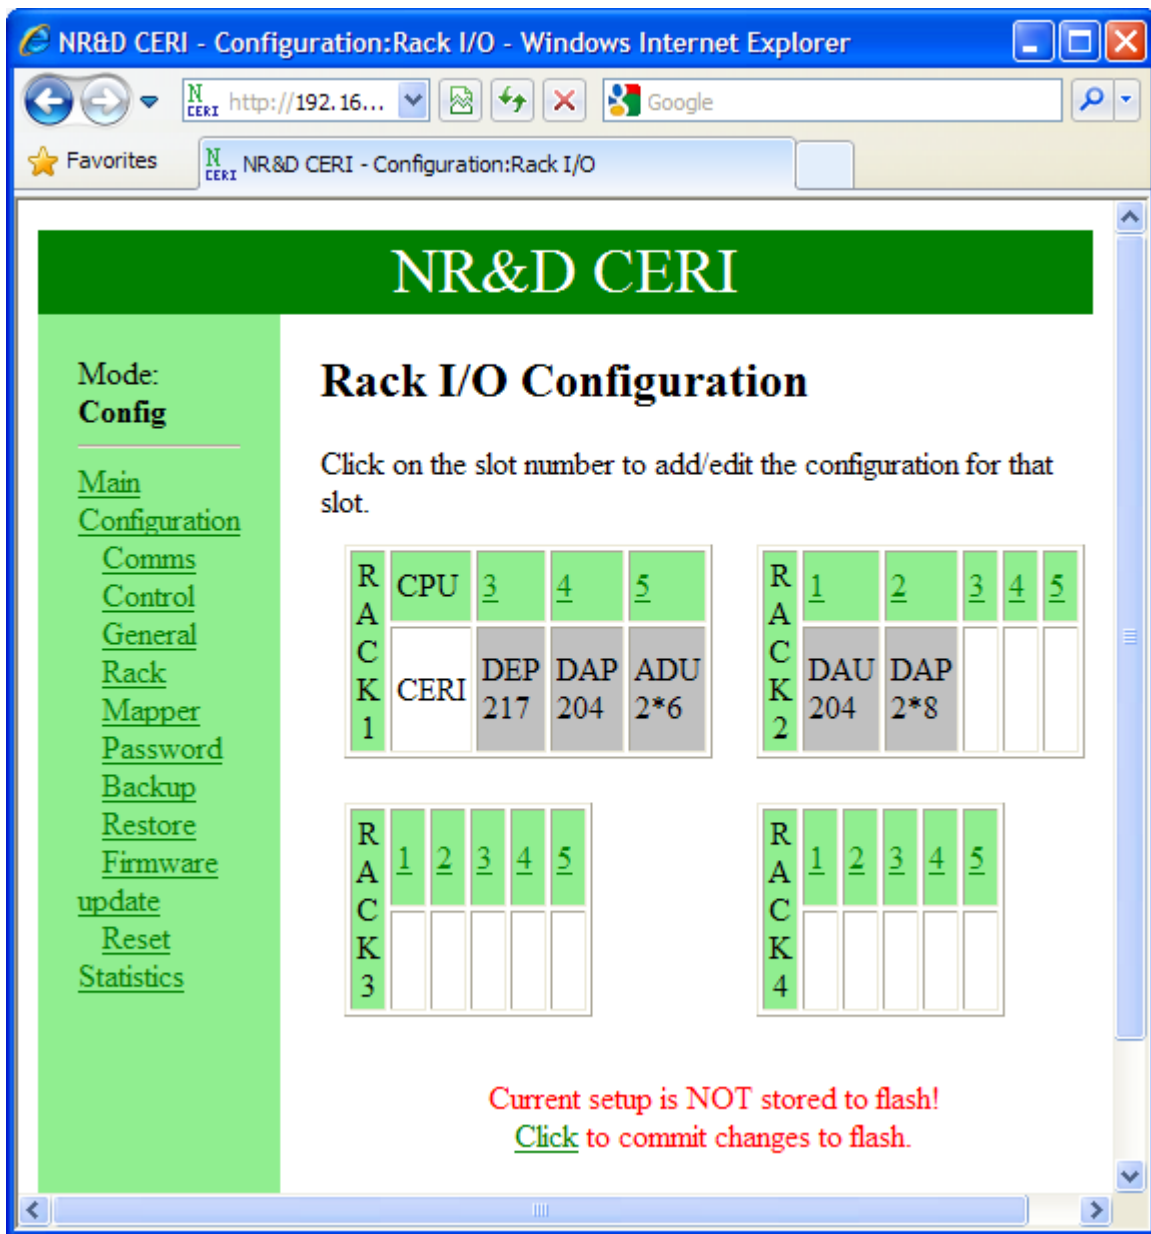 NR&D CERI - Configuration:Rack I/O - Windows Internet Explorer
N CERI http://192.16... Google
Favorites N CERI NR&D CERI - Configuration:Rack I/O
NR&D CERI
Mode:
Config
Main
Configuration
Comms
Control
General
Rack
Mapper
Password
Backup
Restore
Firmware
update
Reset
Statistics
Rack I/O Configuration
Click on the slot number to add/edit the configuration for that
slot.
RACK1
CPU 3 4 5
CERI DEP 217 DAP 204 ADU 2*6
RACK2
1 2 3 4 5
DAU 204 DAP 2*8
RACK3
1 2 3 4 5
RACK4
1 2 3 4 5
Current setup is NOT stored to flash!
Click to commit changes to flash.